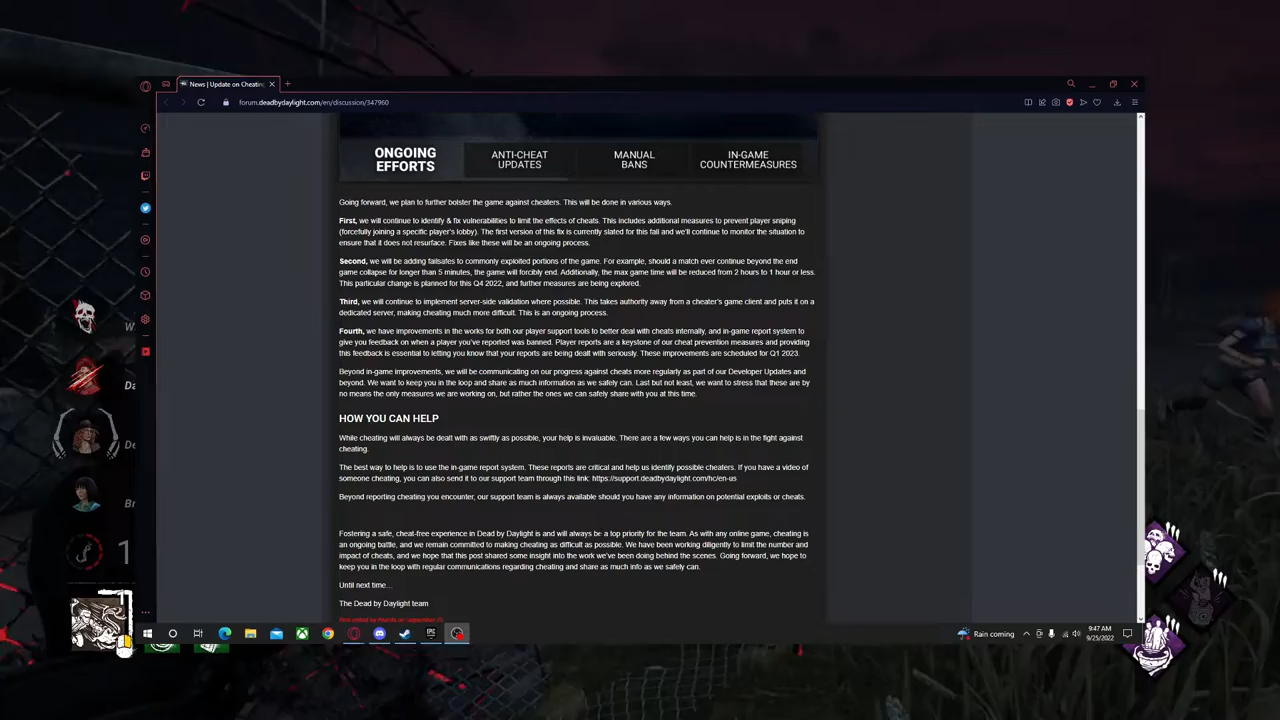 News | Update on Cheating
forum.deadbydaylight.com/en/discussion/347960
ONGOING
EFFORTS
ANTI-CHEAT
UPDATES
MANUAL
BANS
IN-GAME
COUNTERMEASURES
Going forward, we plan to further bolster the game against cheaters. This will be done in various ways.
First, we will continue to identify & fix vulnerabilities to limit the effects of cheats. This includes additional measures to prevent player sniping
(forcefully joining a specific player's lobby). The first version of this fix is currently slated for this fall and we'll continue to monitor the situation to
ensure that it does not resurface. Fixes like these will be an ongoing process.
Second, we will be adding failsafes to commonly exploited portions of the game. For example, should a match ever continue beyond the end
game collapse for longer than 5 minutes, the game will forcibly end. Additionally, the max game time will be reduced from 2 hours to 1 hour or less.
This particular change is planned for this Q4 2022, and further measures are being explored.
Third, we will continue to implement server-side validation where possible. This takes authority away from a cheater's game client and puts it on a
dedicated server, making cheating much more difficult. This is an ongoing process.
Fourth, we have improvements in the works for both our player support tools to better deal with cheats internally, and in-game report system to
give you feedback on when a player you've reported was banned. Player reports are a keystone of our cheat prevention measures and providing
this feedback is essential to letting you know that your reports are being dealt with seriously. These improvements are scheduled for Q1 2023.
Beyond in-game improvements, we will be communicating on our progress against cheats more regularly as part of our Developer Updates and
beyond. We want to keep you in the loop and share as much information as we safely can. Last but not least, we want to stress that these are by
no means the only measures we are working on, but rather the ones we can safely share with you at this time.
HOW YOU CAN HELP
While cheating will always be dealt with as swiftly as possible, your help is invaluable. There are a few ways you can help is in the fight against
cheating.
The best way to help is to use the in-game report system. These reports are critical and help us identify possible cheaters. If you have a video of
someone cheating, you can also send it to our support team through this link: https://support.deadbydaylight.com/hc/en-us
Beyond reporting cheating you encounter, our support team is always available should you have any information on potential exploits or cheats.
Fostering a safe, cheat-free experience in Dead by Daylight is and will always be a top priority for the team. As with any online game, cheating is
an ongoing battle, and we remain committed to making cheating as difficult as possible. We have been working diligently to limit the number and
impact of cheats, and we hope that this post shared some insight into the work we've been doing behind the scenes. Going forward, we hope to
keep you in the loop with regular communications regarding cheating and share as much info as we safely can.
Until next time...
The Dead by Daylight team
W
Da
De
Br
1
Rain coming
9:47 AM
9/25/2022